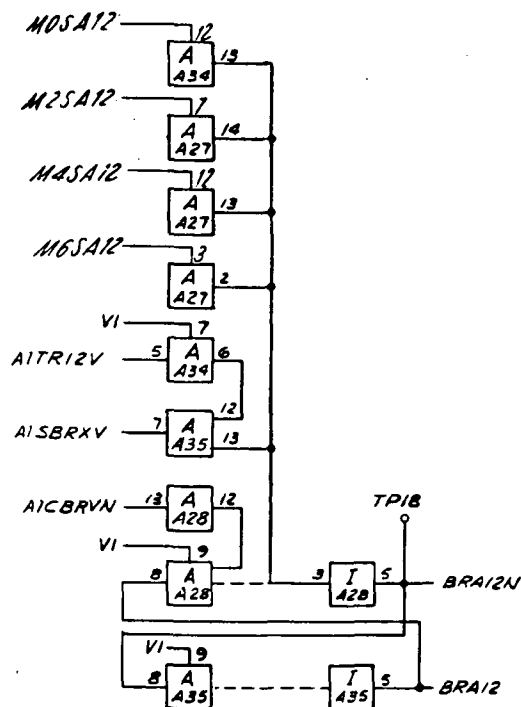 M0SA12
12
A
A34
13
M2SA12
1
A
A27
14
M4SA12
12
A
A27
13
M6SA12
3
A
A27
2
V1
7
A1TR12V
5
A
A34
6
12
A1SBRXV
7
A
A35
13
A1CBRVN
13
A
A28
12
TP18
V1
9
8
A
A28
3
I
A28
5
BRA12N
V1
9
8
A
A35
I
A35
5
BRA12